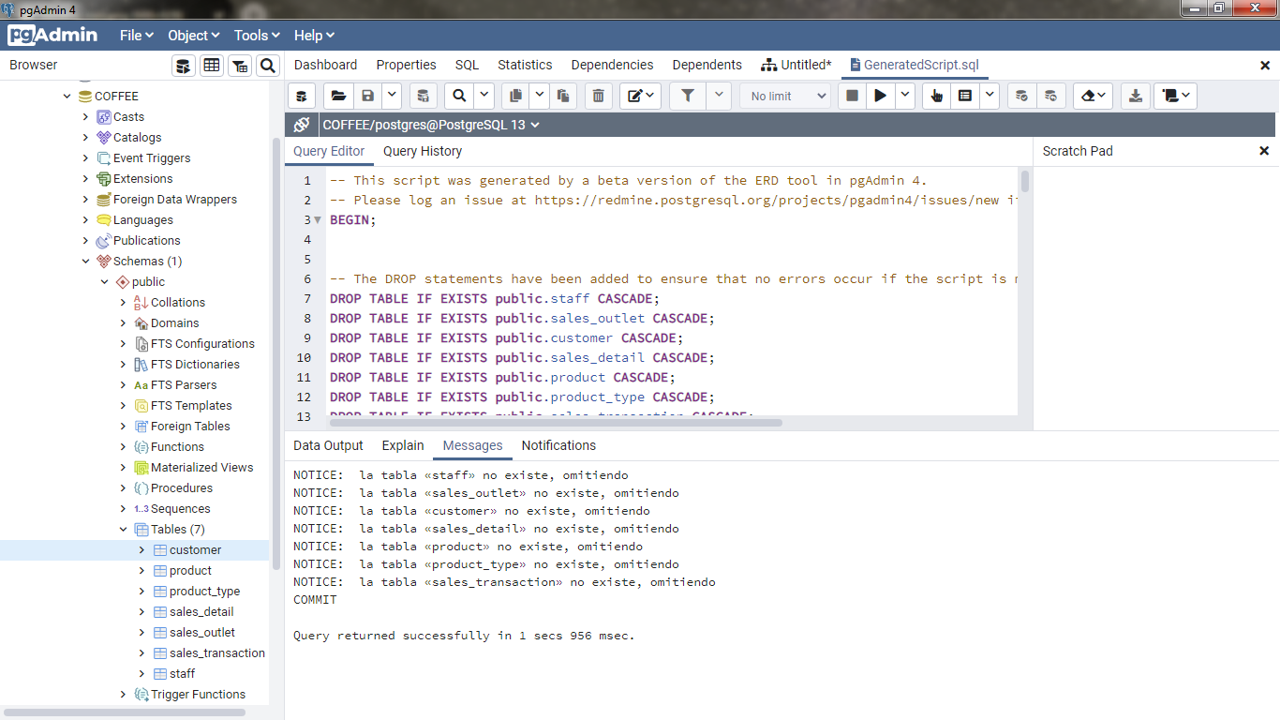 pgAdmin 4
pgAdmin File Object Tools Help
Browser
Dashboard Properties SQL Statistics Dependencies Dependents Untitled* GeneratedScript.sql
No limit
COFFEE/postgres@PostgreSQL 13
Query Editor Query History
Scratch Pad
COFFEE
Casts
Catalogs
Event Triggers
Extensions
Foreign Data Wrappers
Languages
Publications
Schemas (1)
public
Collations
Domains
FTS Configurations
FTS Dictionaries
FTS Parsers
FTS Templates
Foreign Tables
Functions
Materialized Views
Procedures
1..3 Sequences
Tables (7)
customer
product
product_type
sales_detail
sales_outlet
sales_transaction
staff
Trigger Functions
1 -- This script was generated by a beta version of the ERD tool in pgAdmin 4.
2 -- Please log an issue at https://redmine.postgresql.org/projects/pgadmin4/issues/new i
3 BEGIN;
4
5
6 -- The DROP statements have been added to ensure that no errors occur if the script is
7 DROP TABLE IF EXISTS public.staff CASCADE;
8 DROP TABLE IF EXISTS public.sales_outlet CASCADE;
9 DROP TABLE IF EXISTS public.customer CASCADE;
10 DROP TABLE IF EXISTS public.sales_detail CASCADE;
11 DROP TABLE IF EXISTS public.product CASCADE;
12 DROP TABLE IF EXISTS public.product_type CASCADE;
13 DROP TABLE IF EXISTS public.sales_transaction CASCADE;
Data Output Explain Messages Notifications
NOTICE: la tabla «staff» no existe, omitiendo
NOTICE: la tabla «sales_outlet» no existe, omitiendo
NOTICE: la tabla «customer» no existe, omitiendo
NOTICE: la tabla «sales_detail» no existe, omitiendo
NOTICE: la tabla «product» no existe, omitiendo
NOTICE: la tabla «product_type» no existe, omitiendo
NOTICE: la tabla «sales_transaction» no existe, omitiendo
COMMIT
Query returned successfully in 1 secs 956 msec.